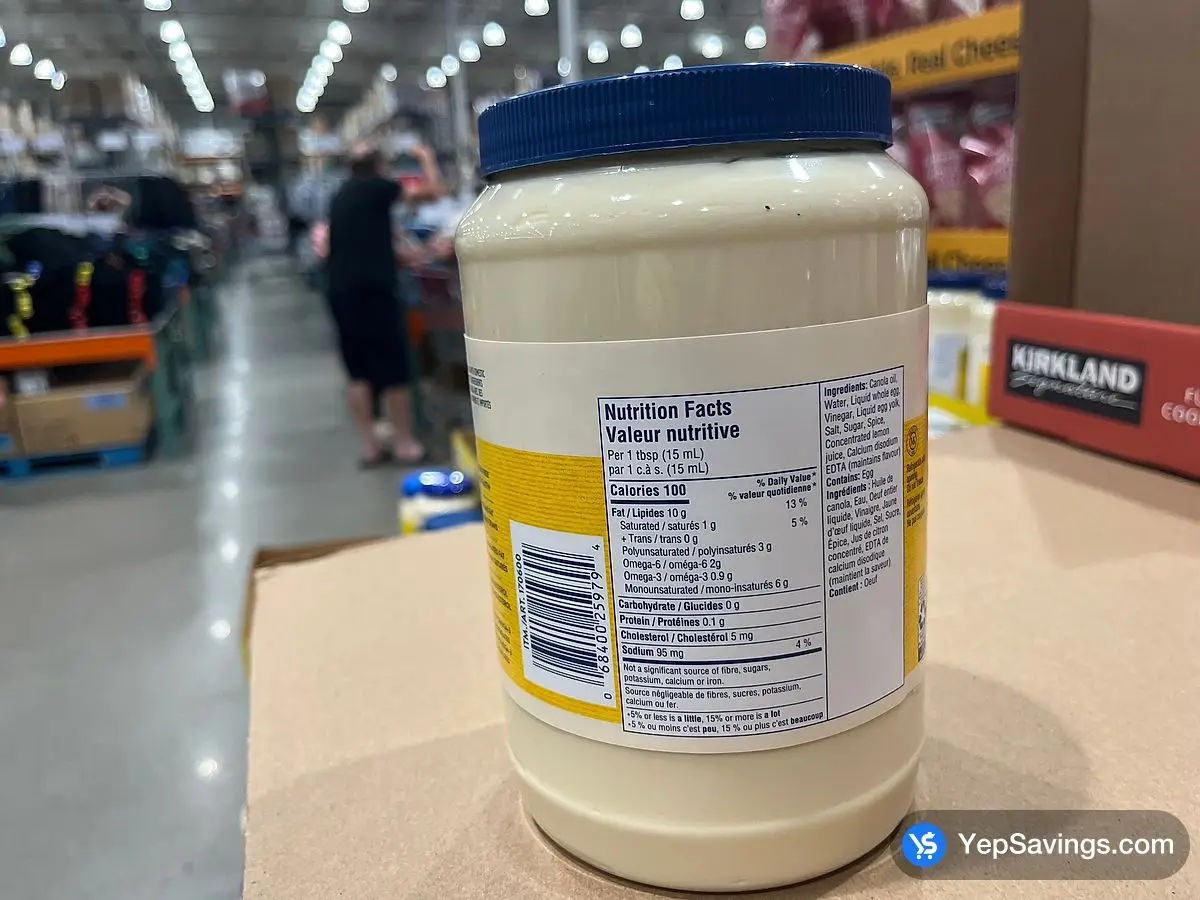 Real Chees
KIRKLAND
Signature
Nutrition Facts
Valeur nutritive
Per 1 tbsp (15 mL)
par 1 c.à s. (15 mL)
Calories 100
% Daily Value*
% valeur quotidienne*
Fat / Lipides 10 g 13 %
Saturated / saturés 1 g 5 %
+ Trans / trans 0 g
Polyunsaturated / polyinsaturés 3 g
Omega-6 / oméga-6 2g
Omega-3 / oméga-3 0.9 g
Monounsaturated / mono-insaturés 6 g
Carbohydrate / Glucides 0 g
Protein / Protéines 0.1 g
Cholesterol / Cholestérol 5 mg
Sodium 95 mg 4 %
Not a significant source of fibre, sugars,
potassium, calcium or iron.
Source négligeable de fibres, sucres, potassium,
calcium ou fer.
*5% or less is a little, 15% or more is a lot
*5 % ou moins c'est peu, 15 % ou plus c'est beaucoup
Ingredients: Canola oil,
Water, Liquid whole egg,
Vinegar, Liquid egg yolk,
Salt, Sugar, Spice,
Concentrated lemon
juice, Calcium disodium
EDTA (maintains flavour)
Contains: Egg
Ingrédients : Huile de
canola, Eau, Oeuf entier
liquide, Vinaigre, Jaune
d'œuf liquide, Sel, Sucre,
Épice, Jus de citron
concentré, EDTA de
calcium disodique
(maintient la saveur)
Contient : Oeuf
ITM./ART. 170600
0 68400 25979 4
YepSavings.com